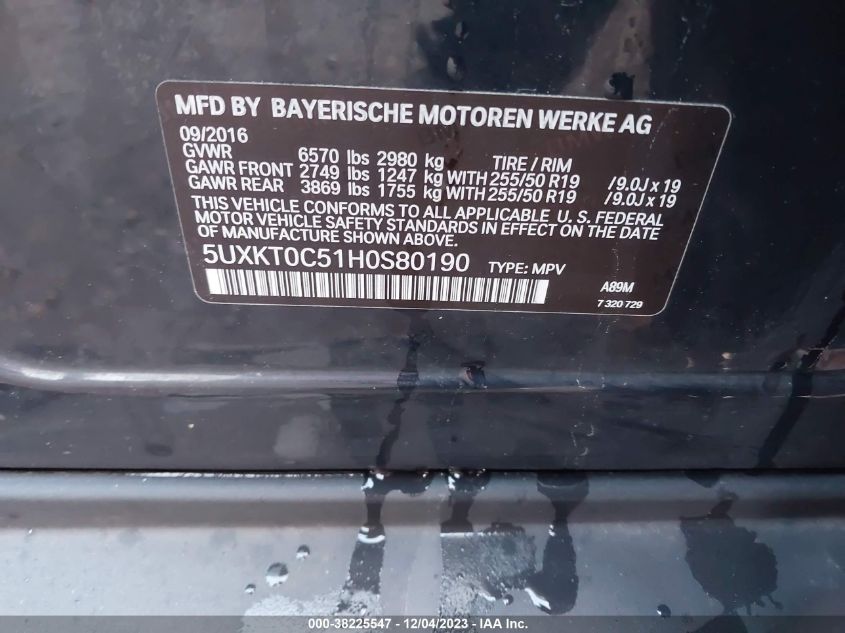 MFD BY BAYERISCHE MOTOREN WERKE AG
09/2016
GVWR 6570 lbs 2980 kg TIRE / RIM
GAWR FRONT 2749 lbs 1247 kg WITH 255/50 R19 /9.0J x 19
GAWR REAR 3869 lbs 1755 kg WITH 255/50 R19 /9.0J x 19
THIS VEHICLE CONFORMS TO ALL APPLICABLE U. S. FEDERAL
MOTOR VEHICLE SAFETY STANDARDS IN EFFECT ON THE DATE
OF MANUFACTURE SHOWN ABOVE.
5UXKT0C51H0S80190 TYPE: MPV
A89M
7 320 729
000-38225547 - 12/04/2023 - IAA Inc.